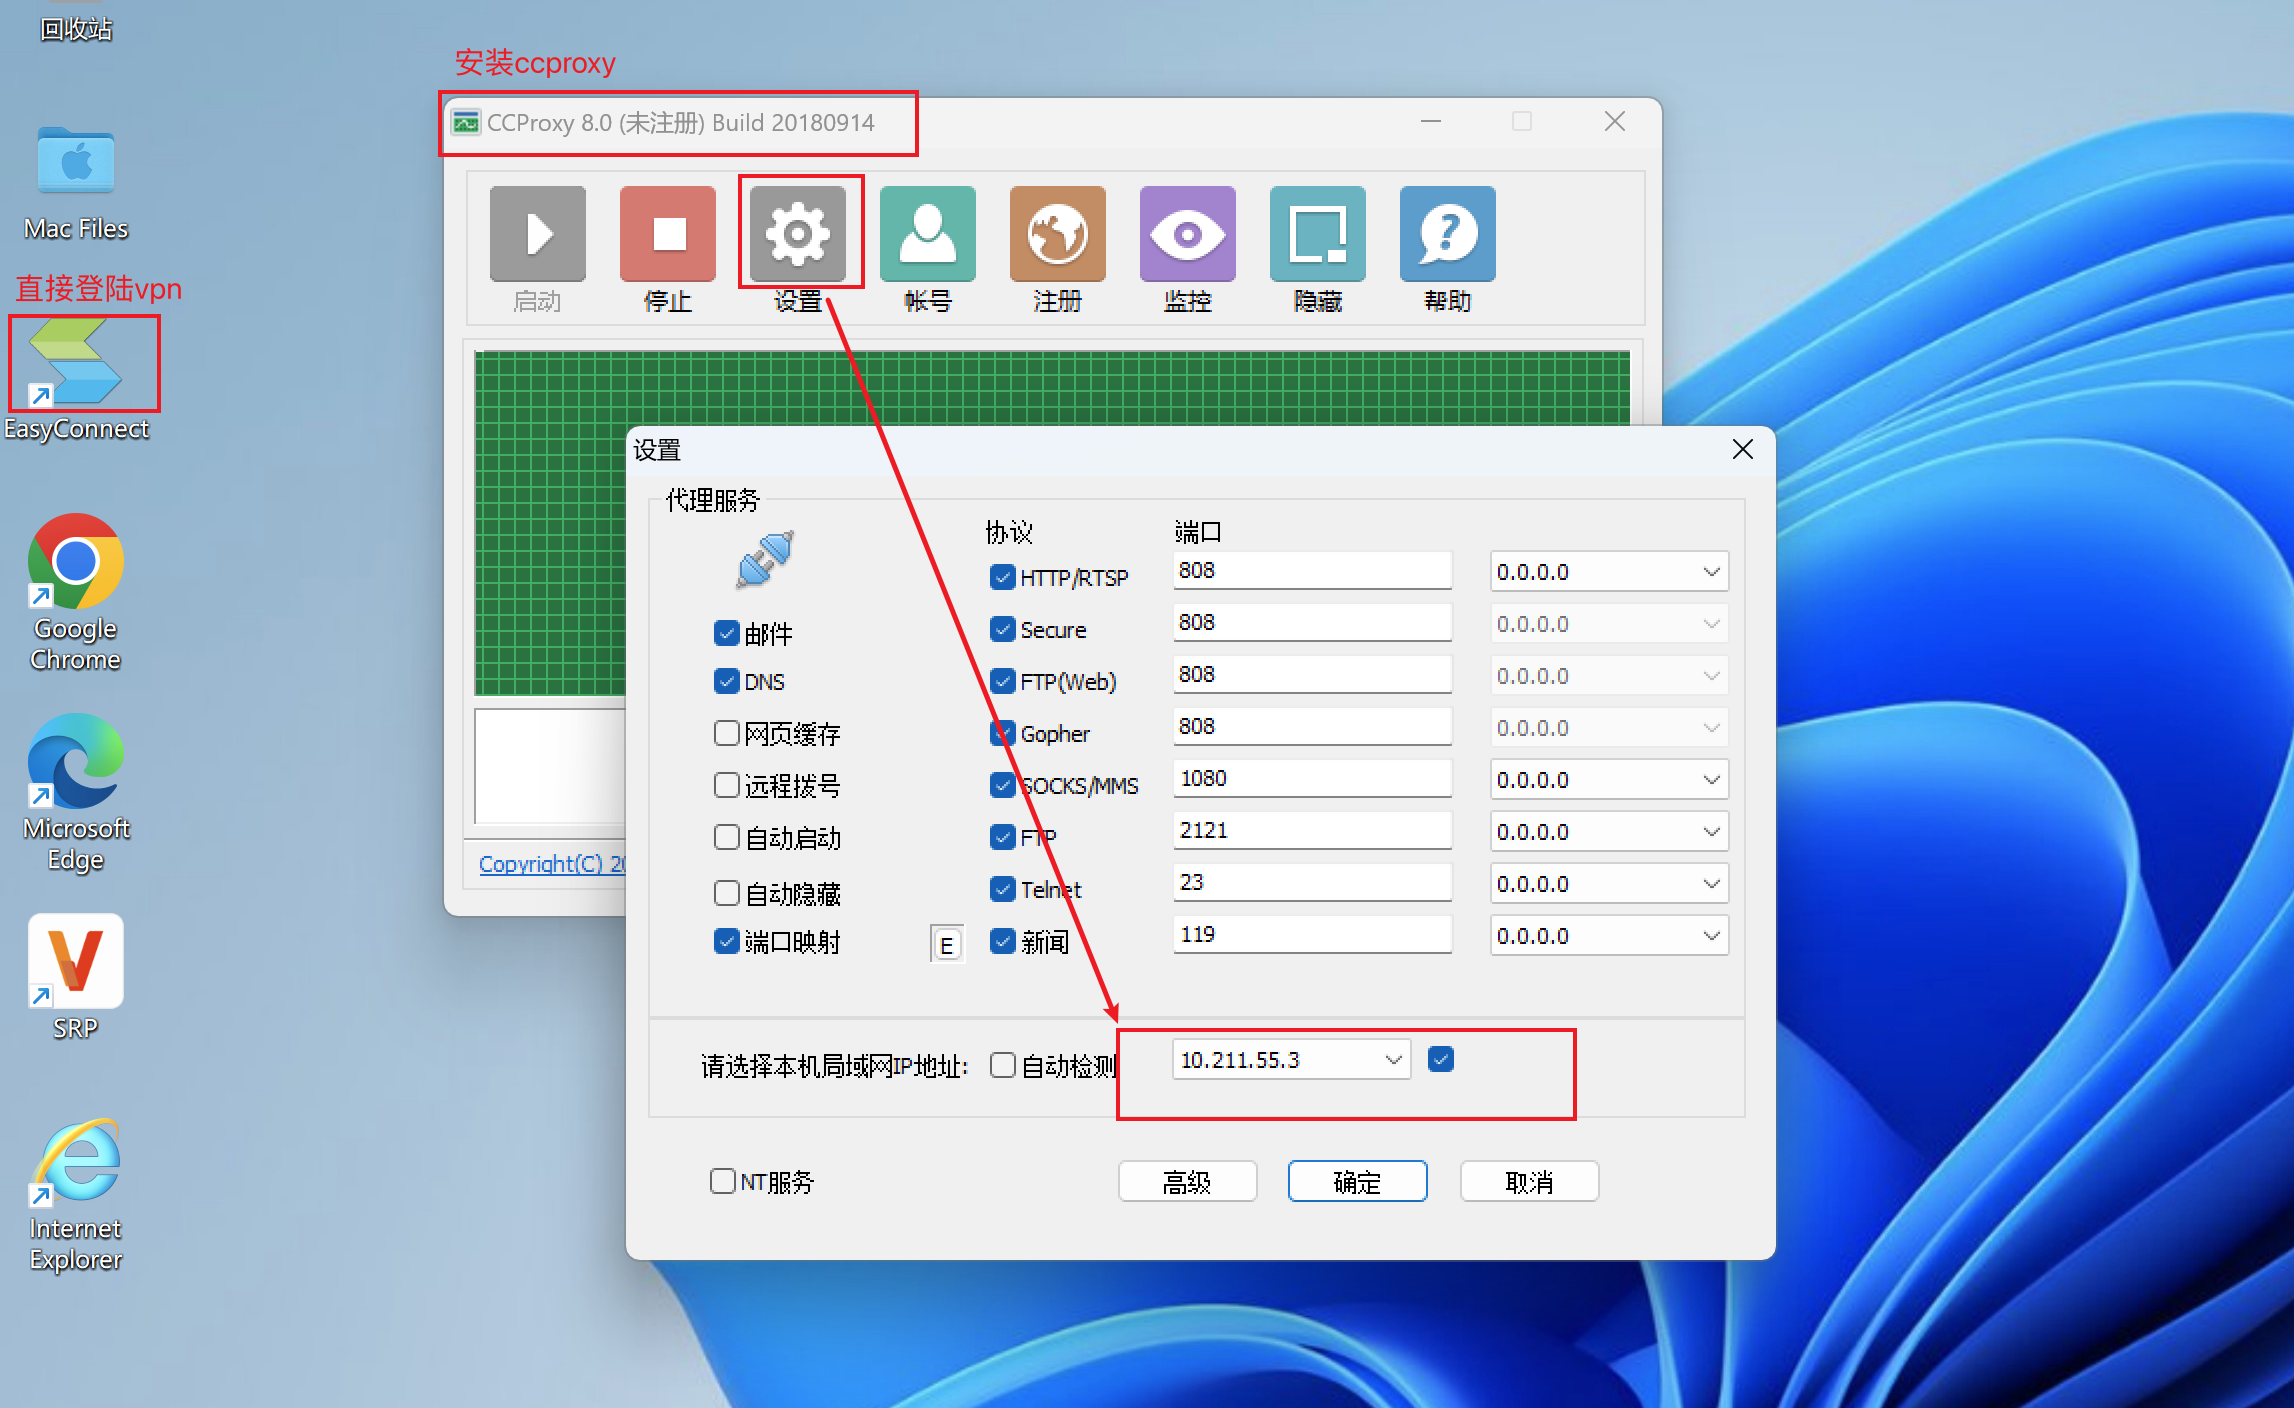 回收站
Mac Files
直接登陆vpn
EasyConnect
Google
Chrome
Microsoft
Edge
SRP
Internet
Explorer
安装ccproxy
CCProxy 8.0 (未注册) Build 20180914
启动 停止 设置 帐号 注册 监控 隐藏 帮助
Copyright(C) 20
设置
代理服务
协议 端口
HTTP/RTSP 808 0.0.0.0
邮件 Secure 808 0.0.0.0
DNS FTP(Web) 808 0.0.0.0
网页缓存 Gopher 808 0.0.0.0
远程拨号 SOCKS/MMS 1080 0.0.0.0
自动启动 FTP 2121 0.0.0.0
自动隐藏 Telnet 23 0.0.0.0
端口映射 E 新闻 119 0.0.0.0
请选择本机局域网IP地址: 自动检测 10.211.55.3
NT服务 高级 确定 取消